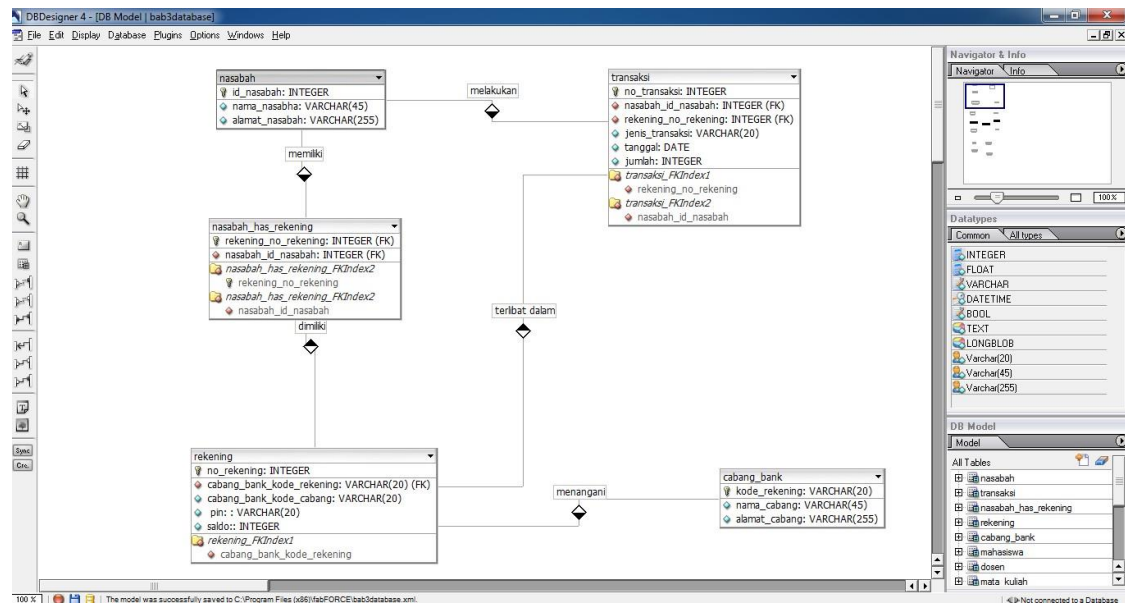 DBDesigner 4 - [DB Model | bab3database]
File Edit Display Database Plugins Options Windows Help
nasabah
id_nasabah: INTEGER
nama_nasabha: VARCHAR(45)
alamat_nasabah: VARCHAR(255)
melakukan
transaksi
no_transaksi: INTEGER
nasabah_id_nasabah: INTEGER (FK)
rekening_no_rekening: INTEGER (FK)
jenis_transaksi: VARCHAR(20)
tanggal: DATE
jumlah: INTEGER
transaksi_FKIndex1
rekening_no_rekening
transaksi_FKIndex2
nasabah_id_nasabah
memiliki
nasabah_has_rekening
rekening_no_rekening: INTEGER (FK)
nasabah_id_nasabah: INTEGER (FK)
nasabah_has_rekening_FKIndex2
rekening_no_rekening
nasabah_has_rekening_FKIndex2
nasabah_id_nasabah
dimiliki
terlibat dalam
rekening
no_rekening: INTEGER
cabang_bank_kode_rekening: VARCHAR(20) (FK)
cabang_bank_kode_cabang: VARCHAR(20)
pin: : VARCHAR(20)
saldo:: INTEGER
rekening_FKIndex1
cabang_bank_kode_rekening
menangani
cabang_bank
kode_rekening: VARCHAR(20)
nama_cabang: VARCHAR(45)
alamat_cabang: VARCHAR(255)
Navigator & Info
Navigator Info
100%
Datatypes
Common All types
INTEGER
FLOAT
VARCHAR
DATETIME
BOOL
TEXT
LONGBLOB
Varchar(20)
Varchar(45)
Varchar(255)
DB Model
Model
All Tables
nasabah
transaksi
nasabah_has_rekening
rekening
cabang_bank
mahasiswa
dosen
mata_kuliah
Sync
100 % The model was successfully saved to C:\Program Files (x86)\fabFORCE\bab3database.xml.
Not connected to a Database